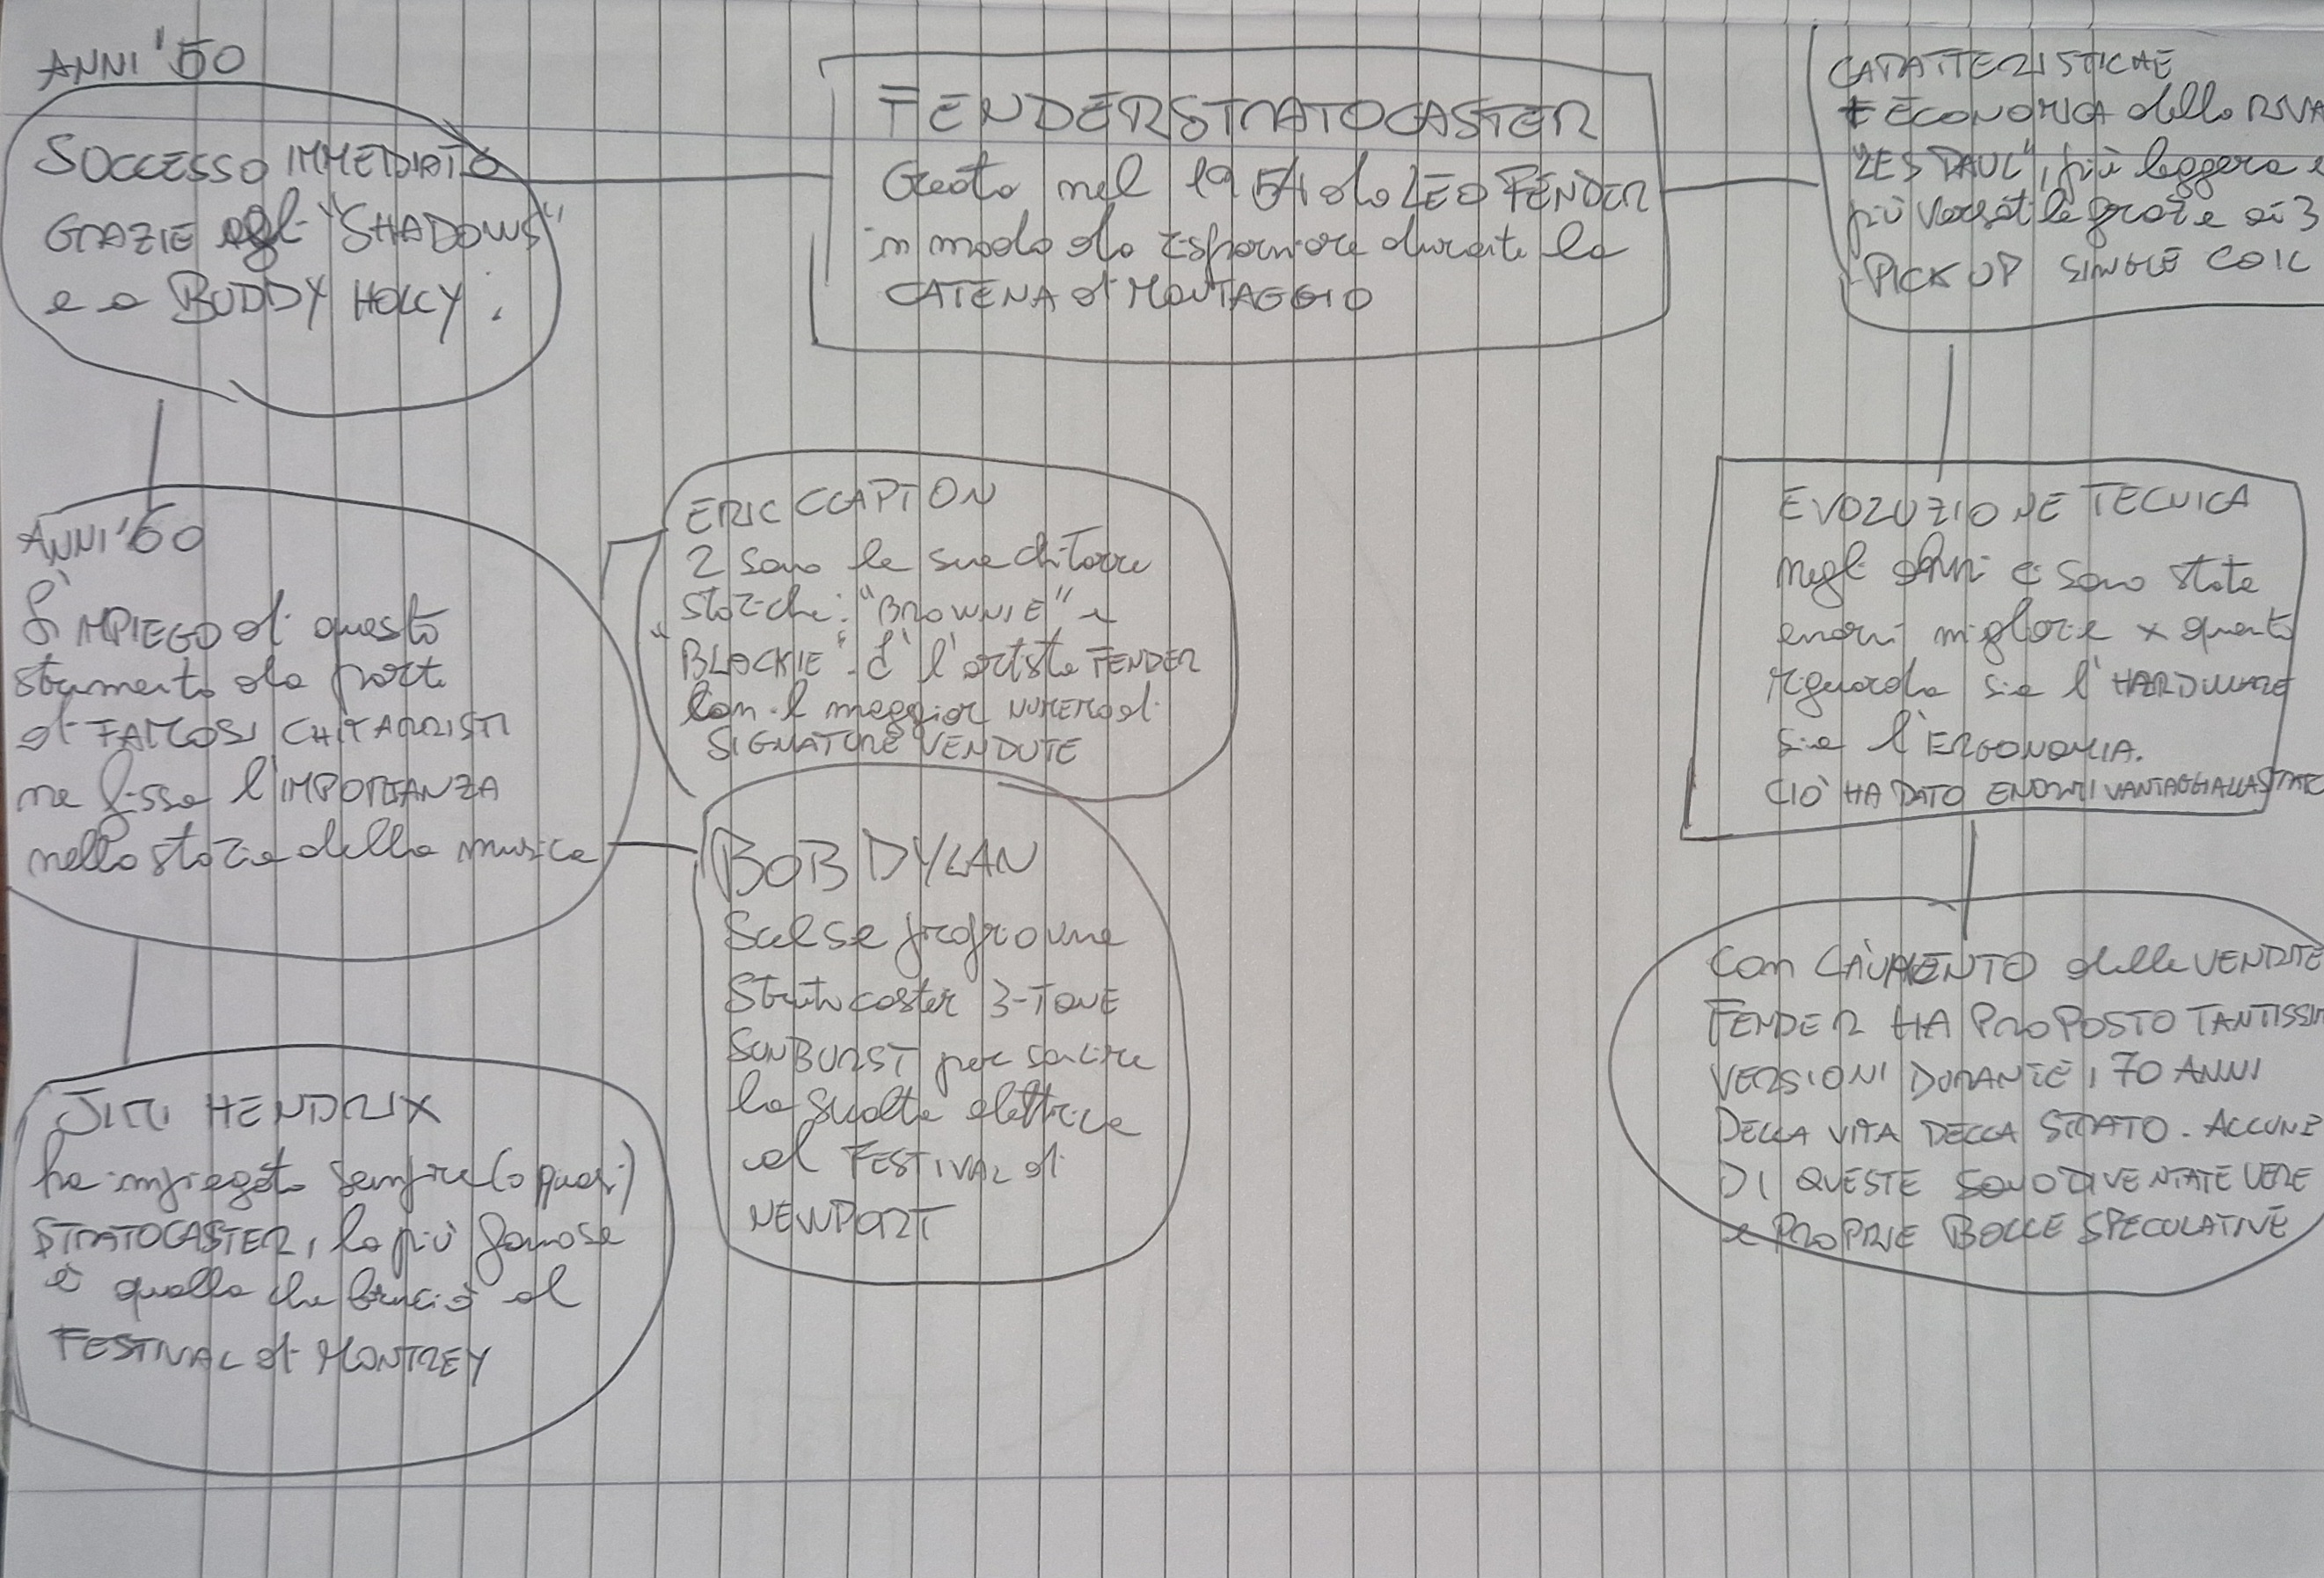 ANNI '50
SUCCESSO IMMEDIATO
GRAZIE agli "SHADOWS"
e a BUDDY HOLLY.
FENDER STRATOCASTER
Creata nel 1954 da LEO FENDER
in modo da risparmiare durante la
CATENA di MONTAGGIO
CARATTERISTICHE
È ECONOMICA della RIVA
"LES PAUL", più leggera e
più versatile grazie ai 3
PICK UP SINGLE COIL
ANNI '60
L'IMPIEGO di questo
strumento da parte
di FAMOSI CHITARRISTI
ne fissa l'IMPORTANZA
nella storia della musica
ERIC CLAPTON
2 sono le sue chitarre
storiche: "BROWNIE" e
"BLACKIE". È l'artista FENDER
con il maggior NUMERO di
SIGNATURE VENDUTE
BOB DYLAN
Scelse proprio una
Stratocaster 3-TONE
SUNBURST per sancire
la svolta elettrica
al FESTIVAL di
NEWPORT
JIMI HENDRIX
ha impiegato sempre (o quasi)
STRATOCASTER, la più famosa
è quella che bruciò al
FESTIVAL di MONTREY
EVOLUZIONE TECNICA
negli anni ci sono state
enormi migliorie x quanto
riguarda sia l'HARDWARE
sia l'ERGONOMIA.
CIÒ HA DATO ENORMI VANTAGGI ALLA STRATO
Con L'AUMENTO delle VENDITE
FENDER HA PROPOSTO TANTISSIM
VERSIONI DURANTE i 70 ANNI
DELLA VITA DELLA STRATO. ALCUNE
DI QUESTE SONO DIVENTATE VERE
e PROPRIE BOLLE SPECULATIVE